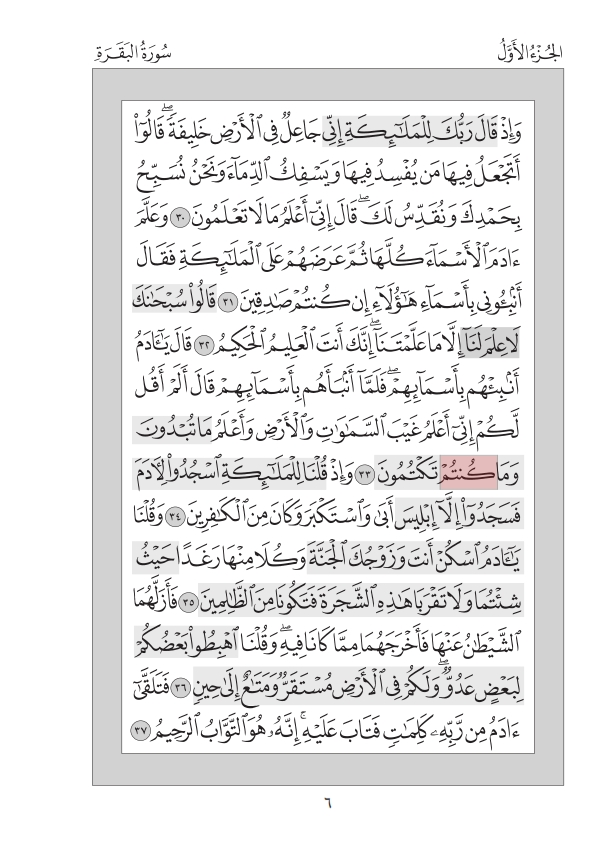 الجُزْءُ الأَوَّلُ
سُورَةُ البَقَرَةِ
وَإِذْ قَالَ رَبُّكَ لِلْمَلَٰٓئِكَةِ إِنِّي جَاعِلٌ فِي ٱلْأَرْضِ خَلِيفَةً ۖ قَالُوٓا۟
أَتَجْعَلُ فِيهَا مَن يُفْسِدُ فِيهَا وَيَسْفِكُ ٱلدِّمَآءَ وَنَحْنُ نُسَبِّحُ
بِحَمْدِكَ وَنُقَدِّسُ لَكَ ۖ قَالَ إِنِّيٓ أَعْلَمُ مَا لَا تَعْلَمُونَ ٣٠ وَعَلَّمَ
ءَادَمَ ٱلْأَسْمَآءَ كُلَّهَا ثُمَّ عَرَضَهُمْ عَلَى ٱلْمَلَٰٓئِكَةِ فَقَالَ
أَنۢبِـُٔونِي بِأَسْمَآءِ هَٰٓؤُلَآءِ إِن كُنتُمْ صَٰدِقِينَ ٣١ قَالُوا۟ سُبْحَٰنَكَ
لَا عِلْمَ لَنَآ إِلَّا مَا عَلَّمْتَنَآ ۖ إِنَّكَ أَنتَ ٱلْعَلِيمُ ٱلْحَكِيمُ ٣٢ قَالَ يَٰٓـَٔادَمُ
أَنۢبِئْهُم بِأَسْمَآئِهِمْ ۖ فَلَمَّآ أَنۢبَأَهُم بِأَسْمَآئِهِمْ قَالَ أَلَمْ أَقُل
لَّكُمْ إِنِّيٓ أَعْلَمُ غَيْبَ ٱلسَّمَٰوَٰتِ وَٱلْأَرْضِ وَأَعْلَمُ مَا تُبْدُونَ
وَمَا كُنتُمْ تَكْتُمُونَ ٣٣ وَإِذْ قُلْنَا لِلْمَلَٰٓئِكَةِ ٱسْجُدُوا۟ لِـَٔادَمَ
فَسَجَدُوٓا۟ إِلَّآ إِبْلِيسَ أَبَىٰ وَٱسْتَكْبَرَ وَكَانَ مِنَ ٱلْكَٰفِرِينَ ٣٤ وَقُلْنَا
يَٰٓـَٔادَمُ ٱسْكُنْ أَنتَ وَزَوْجُكَ ٱلْجَنَّةَ وَكُلَا مِنْهَا رَغَدًا حَيْثُ
شِئْتُمَا وَلَا تَقْرَبَا هَٰذِهِ ٱلشَّجَرَةَ فَتَكُونَا مِنَ ٱلظَّٰلِمِينَ ٣٥ فَأَزَلَّهُمَا
ٱلشَّيْطَٰنُ عَنْهَا فَأَخْرَجَهُمَا مِمَّا كَانَا فِيهِ ۖ وَقُلْنَا ٱهْبِطُوا۟ بَعْضُكُمْ
لِبَعْضٍ عَدُوٌّ ۖ وَلَكُمْ فِي ٱلْأَرْضِ مُسْتَقَرٌّ وَمَتَٰعٌ إِلَىٰ حِينٍ ٣٦ فَتَلَقَّىٰٓ
ءَادَمُ مِن رَّبِّهِۦ كَلِمَٰتٍ فَتَابَ عَلَيْهِ ۚ إِنَّهُۥ هُوَ ٱلتَّوَّابُ ٱلرَّحِيمُ ٣٧
٦